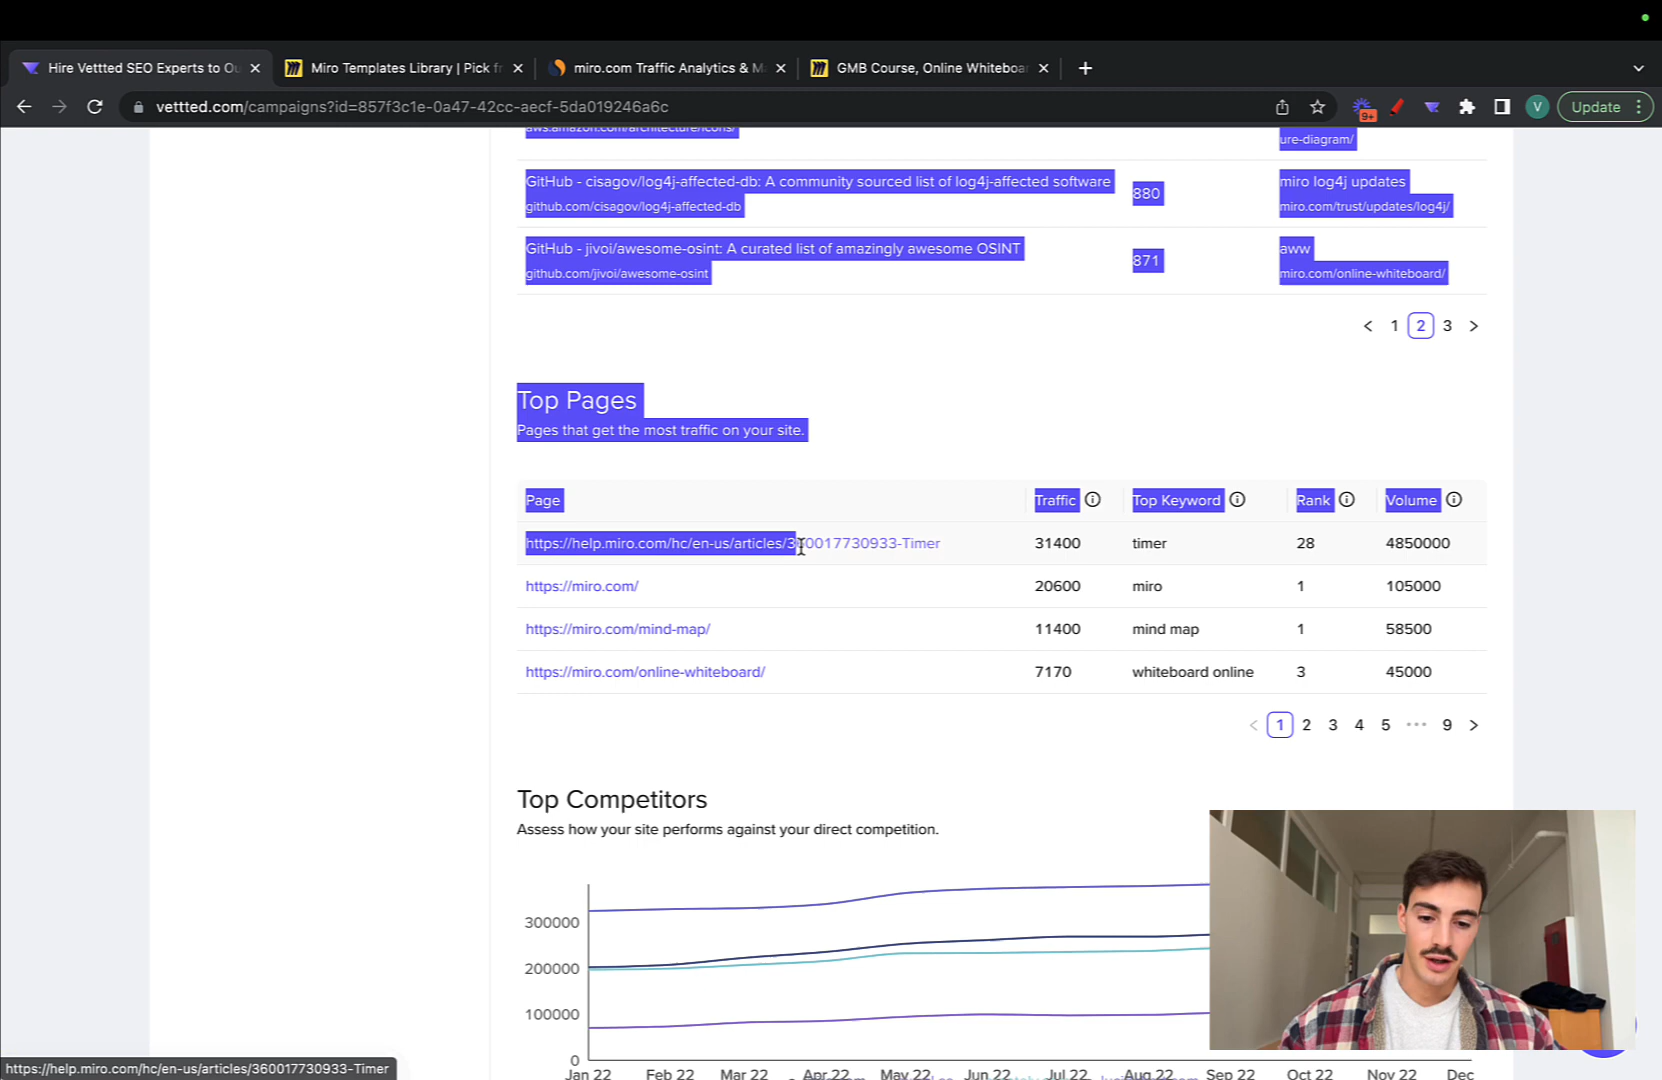 Hire Vettted SEO Experts to Ou
Miro Templates Library | Pick fr
miro.com Traffic Analytics & M
GMB Course, Online Whiteboar
vettted.com/campaigns?id=857f3c1e-0a47-42cc-aecf-5da019246a6c
9+
V
Update
aws.amazon.com/architecture/icons/
ure-diagram/
GitHub - cisagov/log4j-affected-db: A community sourced list of log4j-affected software
880
miro log4j updates
github.com/cisagov/log4j-affected-db
miro.com/trust/updates/log4j/
GitHub - jivoi/awesome-osint: A curated list of amazingly awesome OSINT
871
aww
github.com/jivoi/awesome-osint
miro.com/online-whiteboard/
1 2 3
Top Pages
Pages that get the most traffic on your site.
Page Traffic Top Keyword Rank Volume
https://help.miro.com/hc/en-us/articles/360017730933-Timer 31400 timer 28 4850000
https://miro.com/ 20600 miro 1 105000
https://miro.com/mind-map/ 11400 mind map 1 58500
https://miro.com/online-whiteboard/ 7170 whiteboard online 3 45000
1 2 3 4 5 ••• 9
Top Competitors
Assess how your site performs against your direct competition.
300000
200000
100000
0
Jan 22 Feb 22 Mar 22 Apr 22 May 22 Jun 22 Jul 22 Aug 22 Sep 22 Oct 22 Nov 22 Dec
https://help.miro.com/hc/en-us/articles/360017730933-Timer